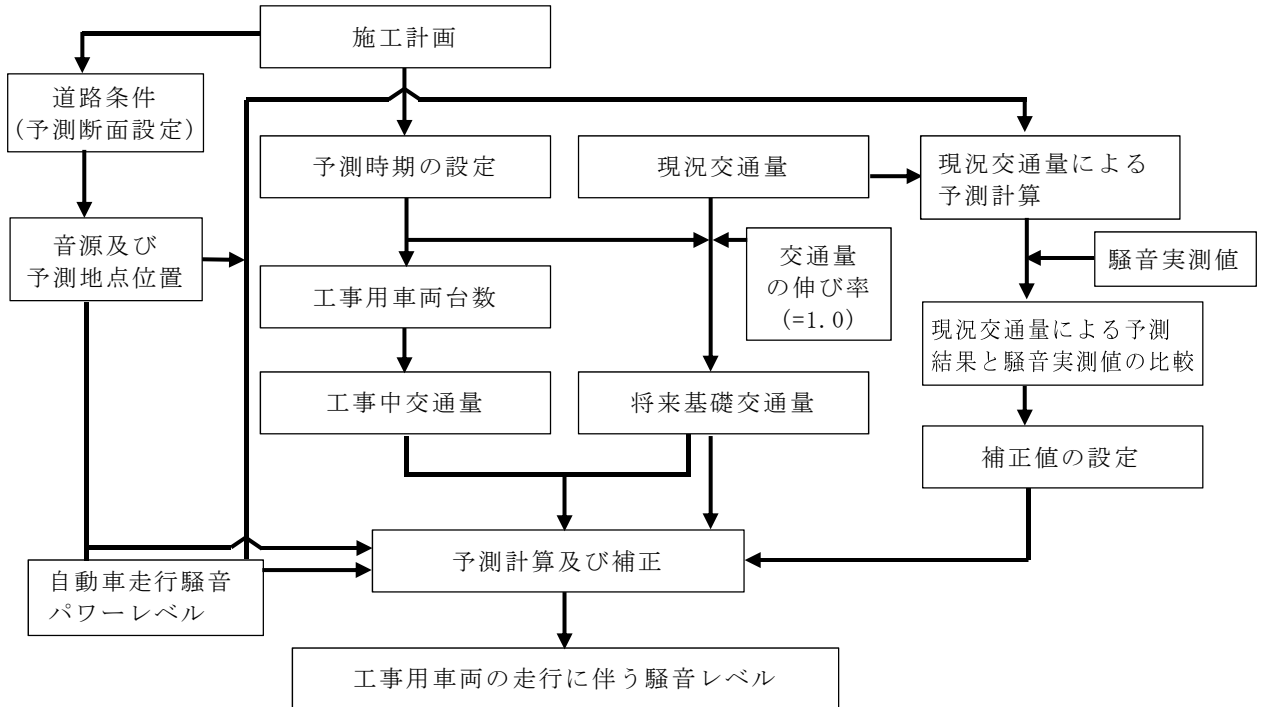 施工計画
道路条件
(予測断面設定)
予測時期の設定
現況交通量
現況交通量による
予測計算
音源及び
予測地点位置
交通量
の伸び率
(=1.0)
騒音実測値
工事用車両台数
現況交通量による予測
結果と騒音実測値の比較
工事中交通量
将来基礎交通量
補正値の設定
予測計算及び補正
自動車走行騒音
パワーレベル
工事用車両の走行に伴う騒音レベル